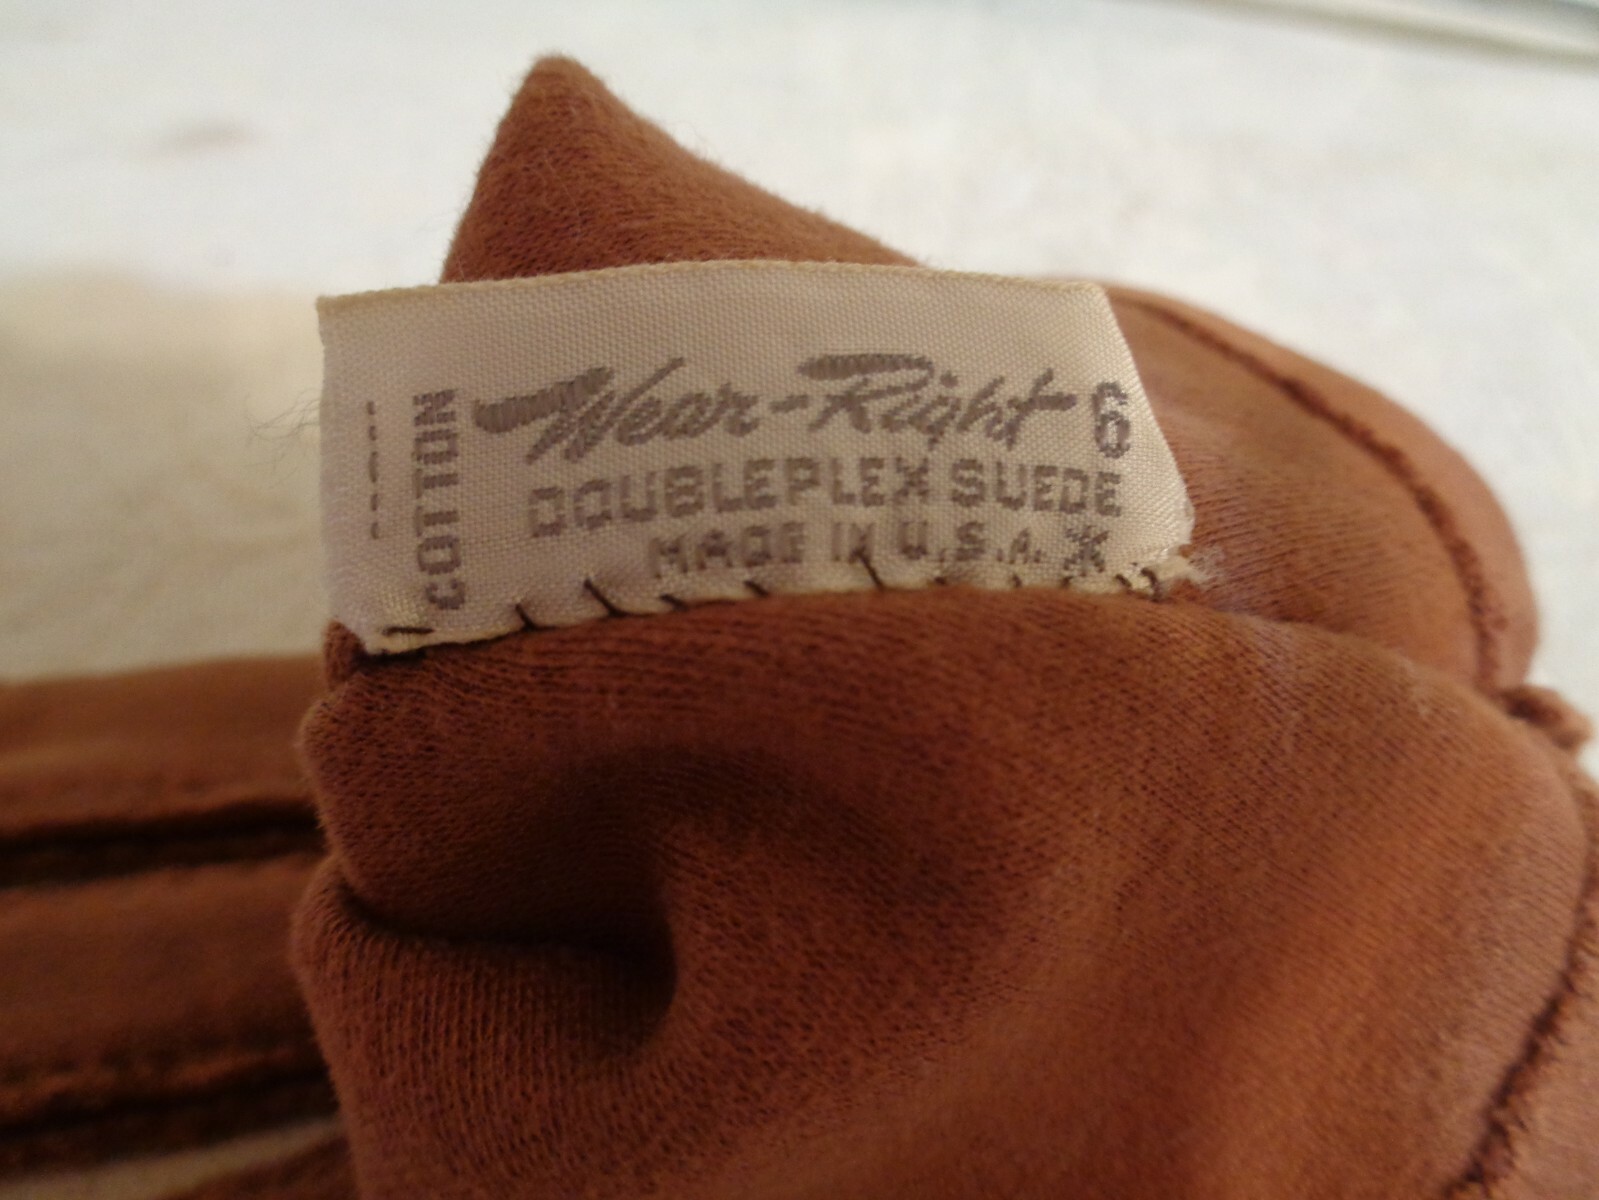 COTTON
Wear-Right 6
DOUBLEPLEX SUEDE
MADE IN U.S.A.